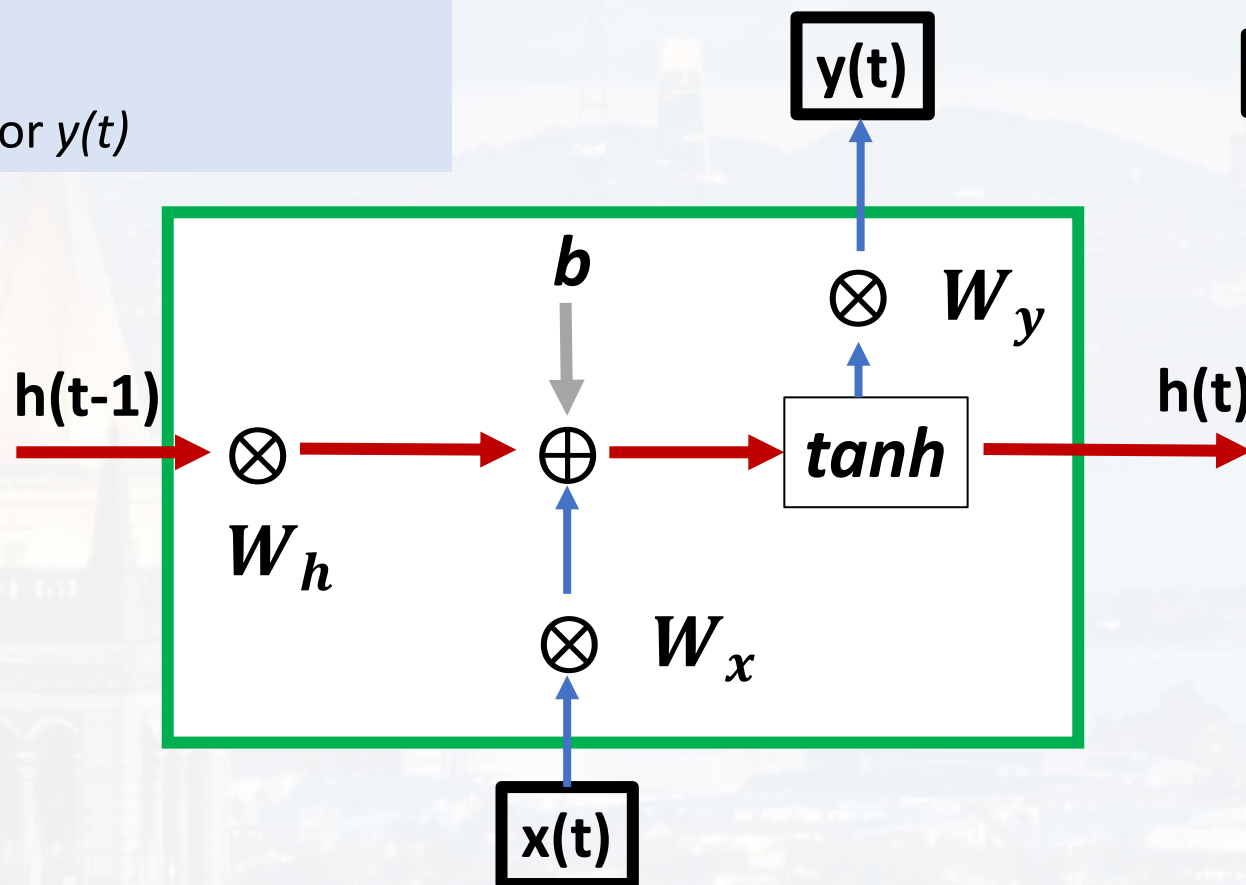 or y(t)
y(t)
b
W_y
h(t-1)
h(t)
tanh
W_h
W_x
x(t)